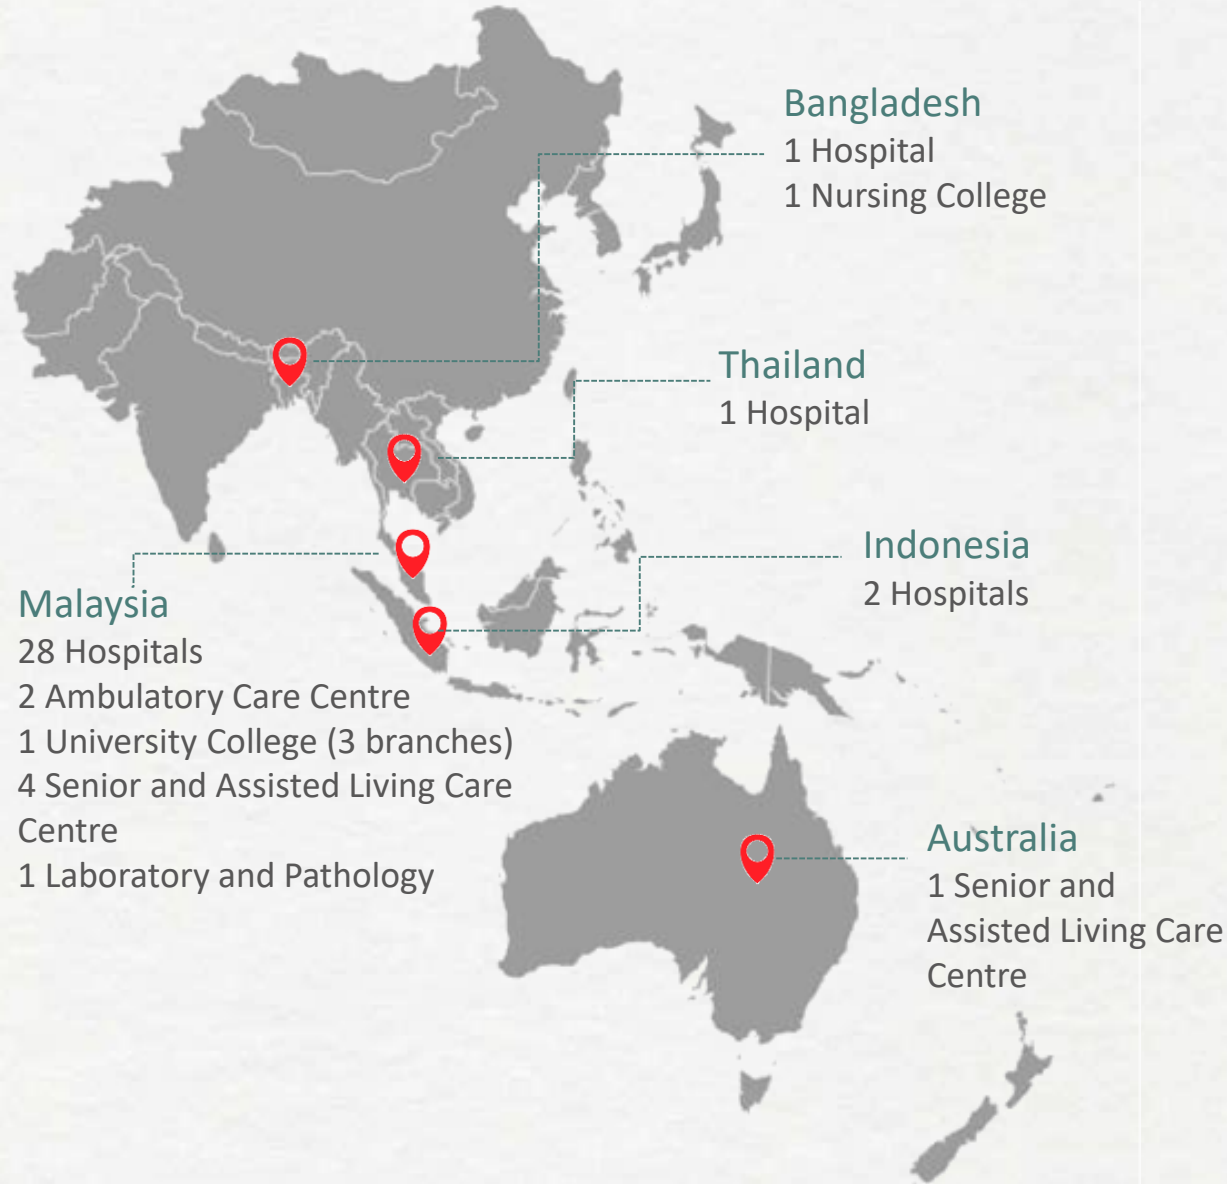 Bangladesh
1 Hospital
1 Nursing College
Thailand
1 Hospital
Indonesia
2 Hospitals
Malaysia
28 Hospitals
2 Ambulatory Care Centre
1 University College (3 branches)
4 Senior and Assisted Living Care
Centre
1 Laboratory and Pathology
Australia
1 Senior and
Assisted Living Care
Centre